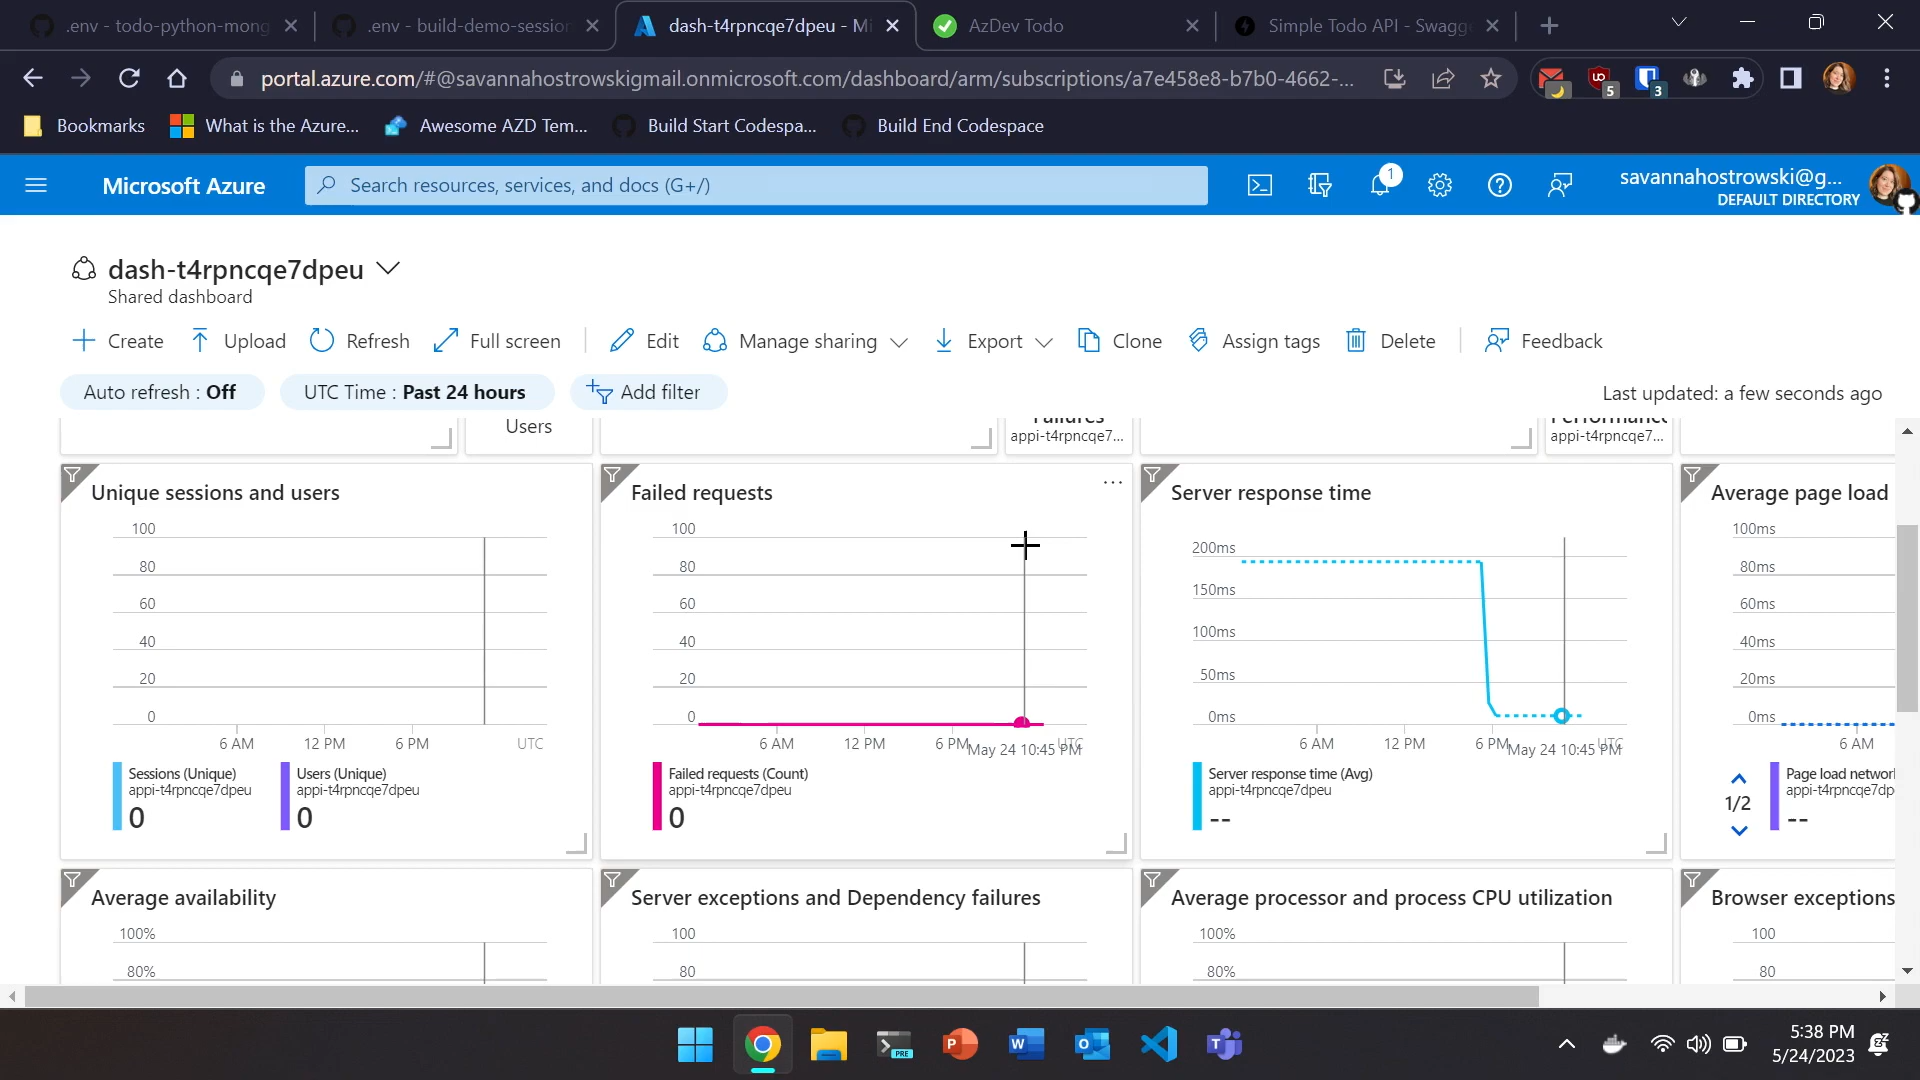 .env - todo-python-mong
.env - build-demo-session
dash-t4rpncqe7dpeu - Mi
AzDev Todo
Simple Todo API - Swagge
portal.azure.com/#@savannahostrowskigmail.onmicrosoft.com/dashboard/arm/subscriptions/a7e458e8-b7b0-4662-...
5
3
Bookmarks
What is the Azure...
Awesome AZD Tem...
Build Start Codespa...
Build End Codespace
Microsoft Azure
Search resources, services, and docs (G+/)
1
savannahostrowski@g...
DEFAULT DIRECTORY
dash-t4rpncqe7dpeu
Shared dashboard
Create
Upload
Refresh
Full screen
Edit
Manage sharing
Export
Clone
Assign tags
Delete
Feedback
Auto refresh : Off
UTC Time : Past 24 hours
Add filter
Last updated: a few seconds ago
Users
Failures
appi-t4rpncqe7...
Performance
appi-t4rpncqe7...
Unique sessions and users
100
80
60
40
20
0
6 AM
12 PM
6 PM
UTC
Sessions (Unique)
appi-t4rpncqe7dpeu
0
Users (Unique)
appi-t4rpncqe7dpeu
0
Failed requests
...
100
80
60
40
20
0
6 AM
12 PM
6 PM
UTC
May 24 10:45 PM
Failed requests (Count)
appi-t4rpncqe7dpeu
0
Server response time
200ms
150ms
100ms
50ms
0ms
6 AM
12 PM
6 PM
UTC
May 24 10:45 PM
Server response time (Avg)
appi-t4rpncqe7dpeu
--
Average page load
100ms
80ms
60ms
40ms
20ms
0ms
6 AM
1/2
Page load networ
appi-t4rpncqe7dp
--
Average availability
100%
80%
Server exceptions and Dependency failures
100
80
Average processor and process CPU utilization
100%
80%
Browser exceptions
100
80
PRE
5:38 PM
5/24/2023